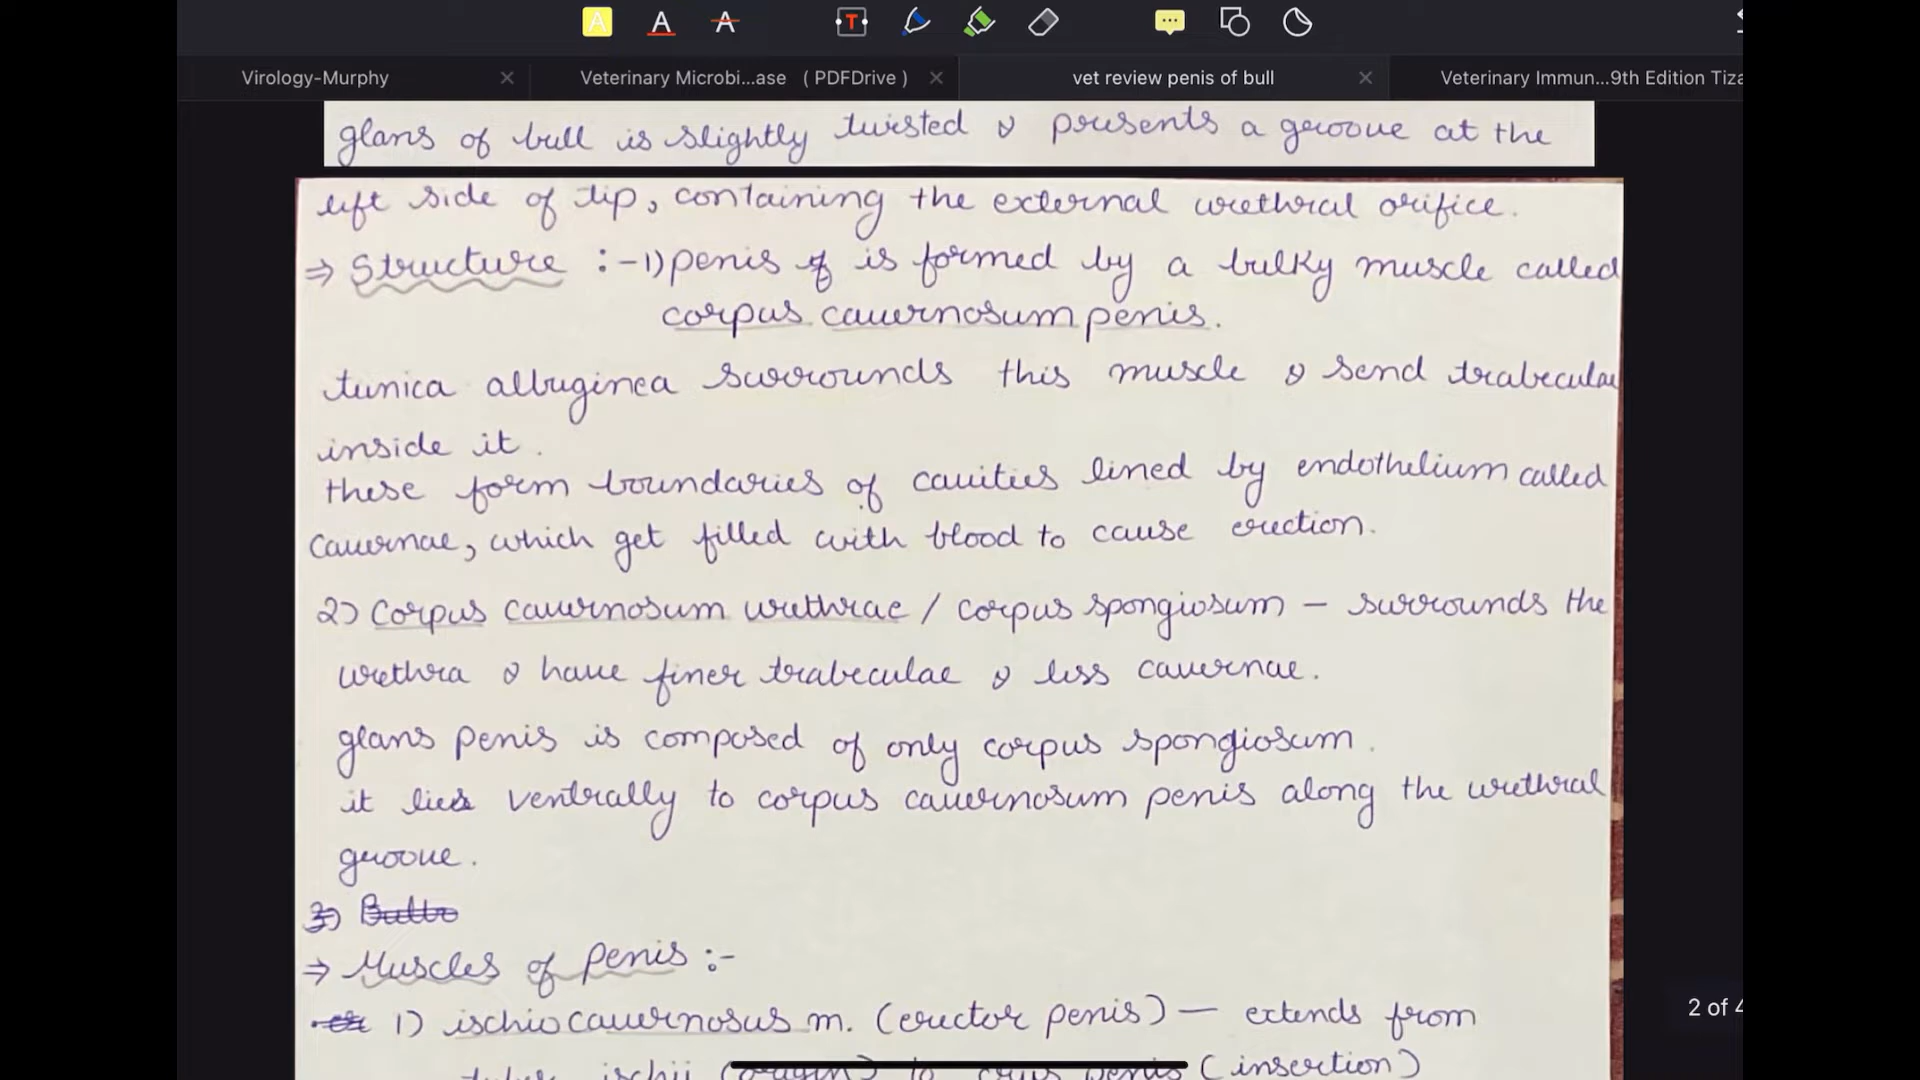 A A A T
Virology-Murphy × Veterinary Microbi...ase ( PDFDrive ) × vet review penis of bull × Veterinary Immun...9th Edition Tiza
glans of bull is slightly twisted & presents a groove at the
left side of tip, containing the external urethral orifice.
⇒ Structure :- 1) penis is formed by a bulky muscle called
corpus cavernosum penis.
tunica albuginea surrounds this muscle & send trabeculae
inside it.
these form boundaries of cavities lined by endothelium called
cavernae, which get filled with blood to cause erection.
2) Corpus cavernosum urethrae / corpus spongiosum – surrounds the
urethra & have finer trabeculae & less cavernae.
glans penis is composed of only corpus spongiosum.
it lies ventrally to corpus cavernosum penis along the urethral
groove.
3)
⇒ Muscles of Penis :-
2 of 4
1) ischiocavernosus m. (erector penis) — extends from
tuber ischii (origin) to crus penis (insertion)